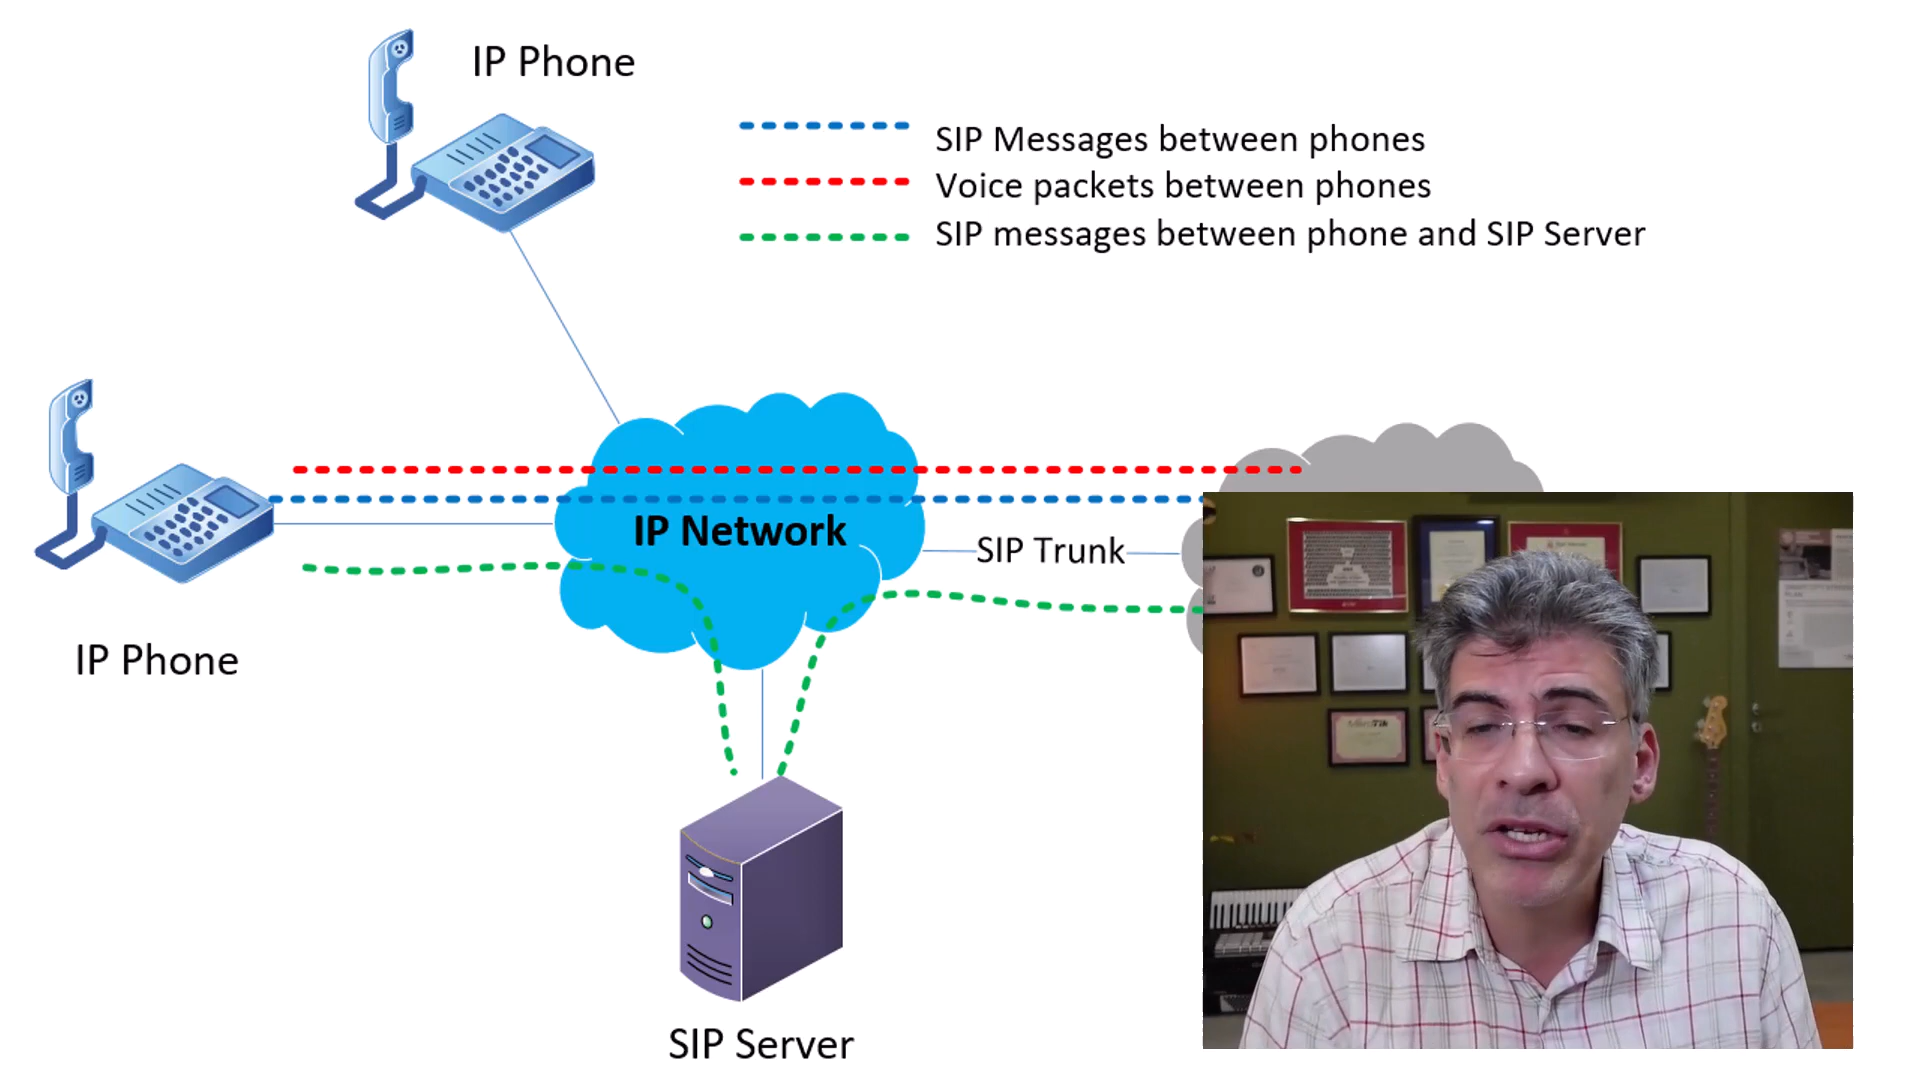 IP Phone
SIP Messages between phones
Voice packets between phones
SIP messages between phone and SIP Server
IP Network
SIP Trunk
IP Phone
SIP Server